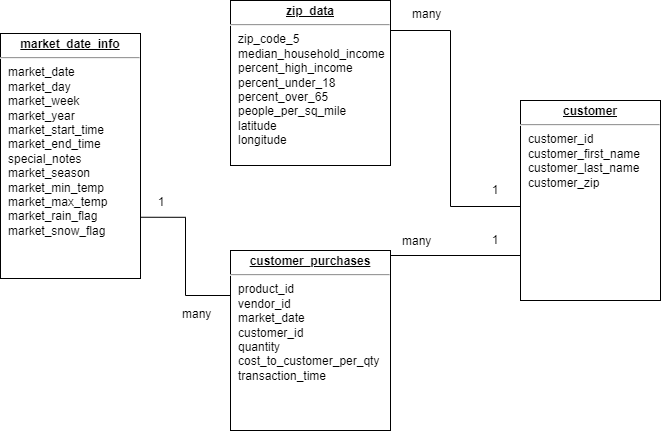 market_date_info
market_date
market_day
market_week
market_year
market_start_time
market_end_time
special_notes
market_season
market_min_temp
market_max_temp
market_rain_flag
market_snow_flag
zip_data
zip_code_5
median_household_income
percent_high_income
percent_under_18
percent_over_65
people_per_sq_mile
latitude
longitude
many
1
customer
customer_id
customer_first_name
customer_last_name
customer_zip
1
many
customer_purchases
product_id
vendor_id
market_date
customer_id
quantity
cost_to_customer_per_qty
transaction_time
many
1